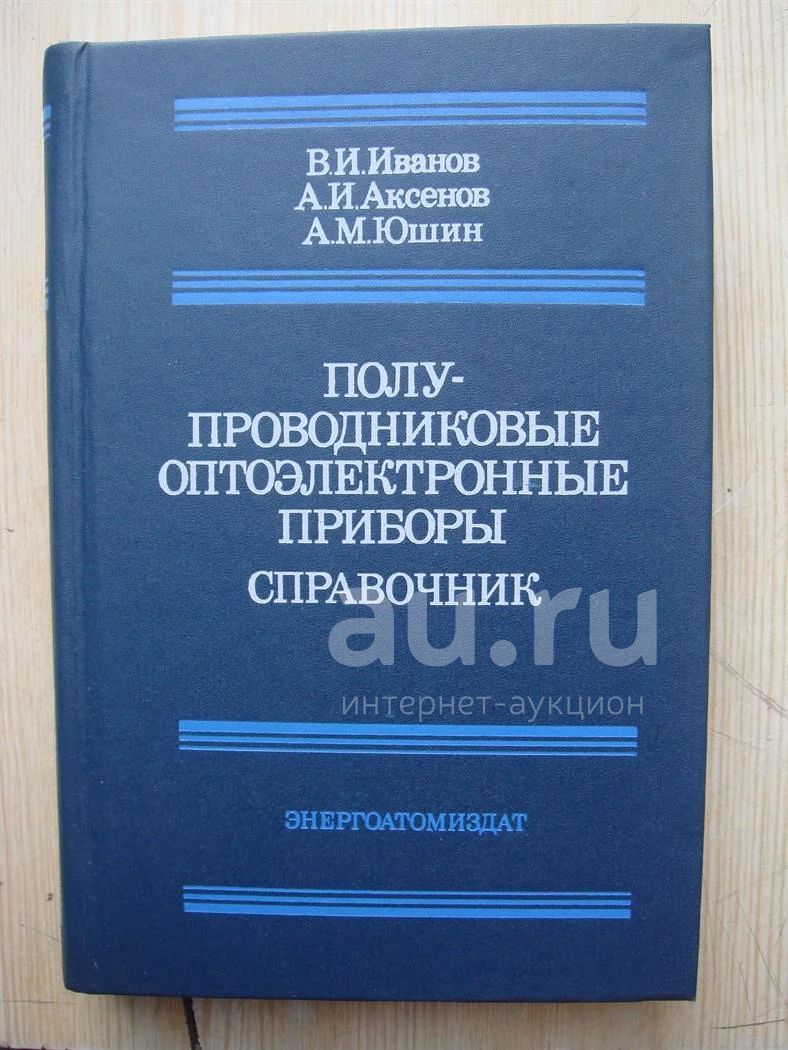 В.И.Иванов
А.И.Аксенов
А.М.Юшин
ПОЛУ-
ПРОВОДНИКОВЫЕ
ОПТОЭЛЕКТРОННЫЕ
ПРИБОРЫ
СПРАВОЧНИК
au.ru
интернет-аукцион
ЭНЕРГОАТОМИЗДАТ